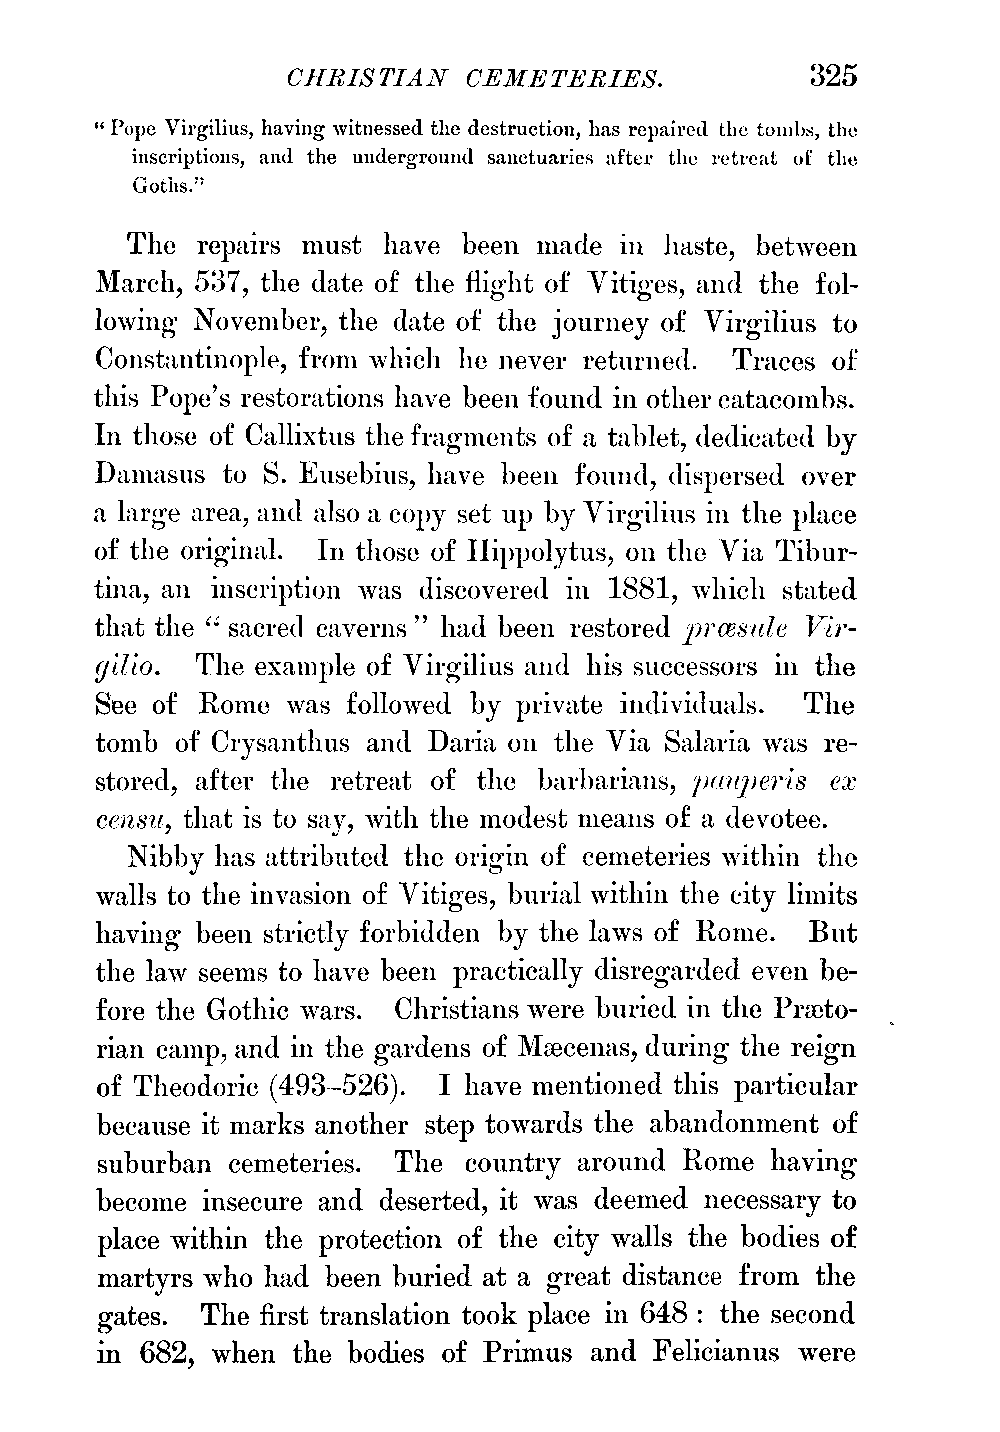 CHRISTIAN CEMETERIES. 325
“ Pope Virgilius, having witnessed the destruction, has repaired the tombs, the
inscriptions, and the underground sanctuaries after the retreat of the
Goths.”
The repairs must have been made in haste, between
March, 537, the date of the flight of Vitiges, and the fol-
lowing November, the date of the journey of Virgilius to
Constantinople, from which he never returned. Traces of
this Pope’s restorations have been found in other catacombs.
In those of Callixtus the fragments of a tablet, dedicated by
Damasus to S. Eusebius, have been found, dispersed over
a large area, and also a copy set up by Virgilius in the place
of the original. In those of Hippolytus, on the Via Tibur-
tina, an inscription was discovered in 1881, which stated
that the “ sacred caverns ” had been restored præsule Vir-
gilio. The example of Virgilius and his successors in the
See of Rome was followed by private individuals. The
tomb of Crysanthus and Daria on the Via Salaria was re-
stored, after the retreat of the barbarians, pauperis ex
censu, that is to say, with the modest means of a devotee.
Nibby has attributed the origin of cemeteries within the
walls to the invasion of Vitiges, burial within the city limits
having been strictly forbidden by the laws of Rome. But
the law seems to have been practically disregarded even be-
fore the Gothic wars. Christians were buried in the Præto-
rian camp, and in the gardens of Mæcenas, during the reign
of Theodoric (493–526). I have mentioned this particular
because it marks another step towards the abandonment of
suburban cemeteries. The country around Rome having
become insecure and deserted, it was deemed necessary to
place within the protection of the city walls the bodies of
martyrs who had been buried at a great distance from the
gates. The first translation took place in 648 : the second
in 682, when the bodies of Primus and Felicianus were